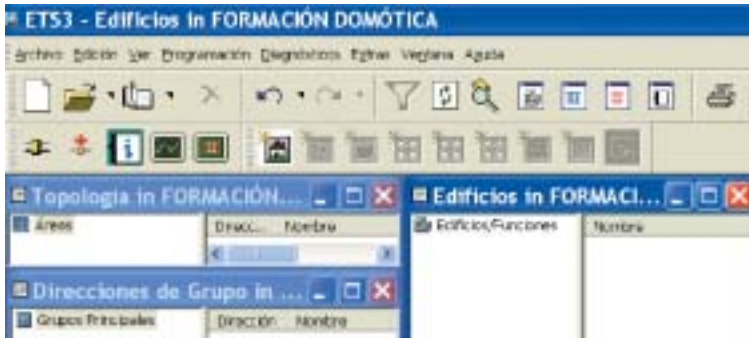 ETS3 - Edificios in FORMACIÓN DOMÓTICA
Archivo Edición Ver Programación Diagnósticos Extras Ventana Ayuda
Topología in FORMACIÓN...
Edificios in FORMACI...
Áreas
Direcc... Nombre
Edificios/Funciones
Nombre
Direcciones de Grupo in ...
Grupos Principales
Dirección Nombre